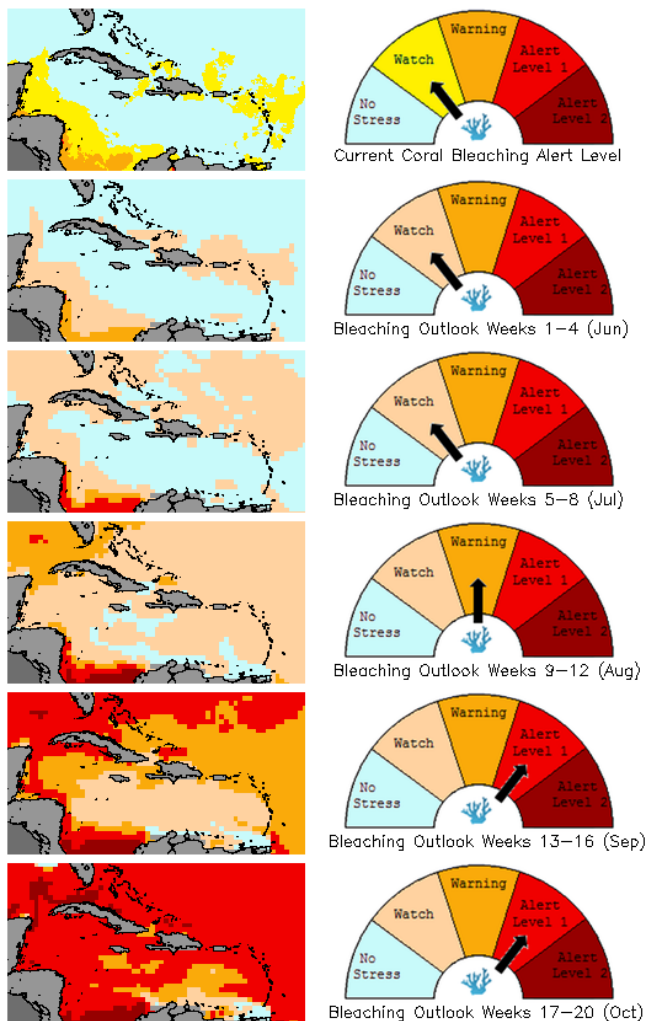 Watch
Warning
No
Stress
Alert
Level 1
Alert
Level 2
Current Coral Bleaching Alert Level
Watch
Warning
No
Stress
Alert
Level 1
Alert
Level 2
Bleaching Outlook Weeks 1-4 (Jun)
Watch
Warning
No
Stress
Alert
Level 1
Alert
Level 2
Bleaching Outlook Weeks 5-8 (Jul)
Watch
Warning
No
Stress
Alert
Level 1
Alert
Level 2
Bleaching Outlook Weeks 9-12 (Aug)
Watch
Warning
No
Stress
Alert
Level 1
Alert
Level 2
Bleaching Outlook Weeks 13-16 (Sep)
Watch
Warning
No
Stress
Alert
Level 1
Alert
Level 2
Bleaching Outlook Weeks 17-20 (Oct)